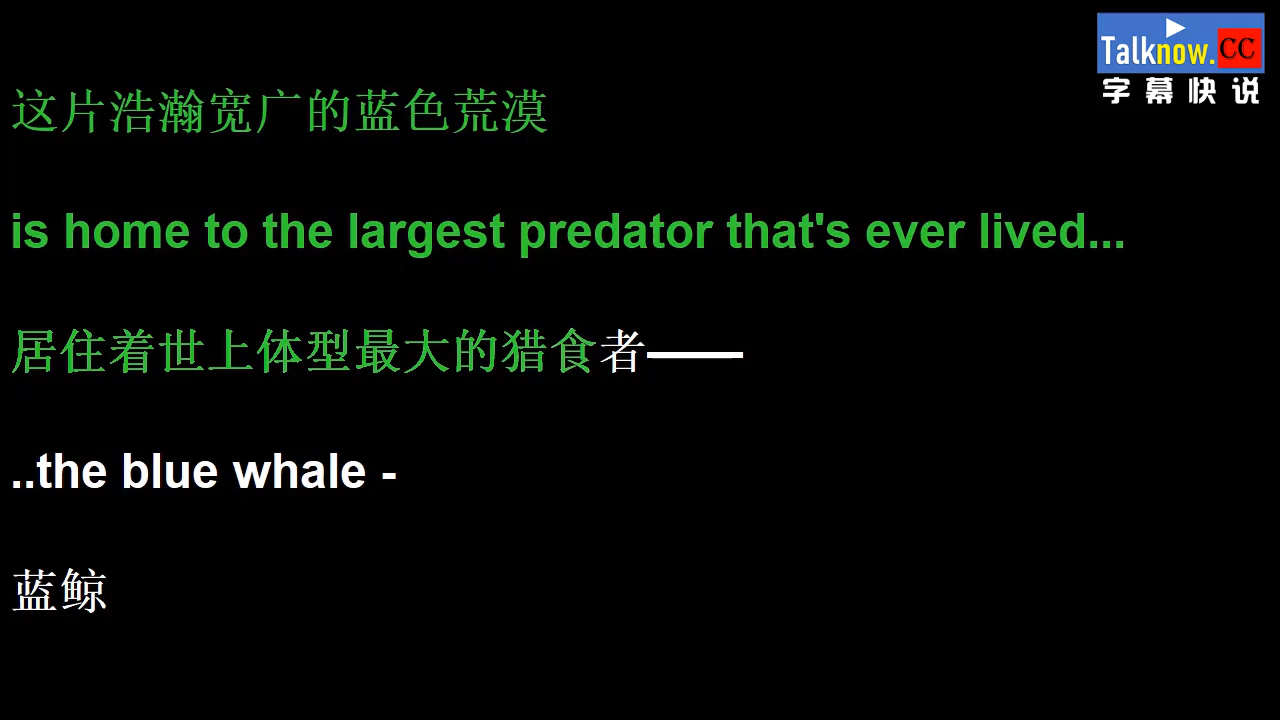 Talknow.CC
字幕快说
这片浩瀚宽广的蓝色荒漠
is home to the largest predator that's ever lived...
居住着世上体型最大的猎食者——
..the blue whale -
蓝鲸